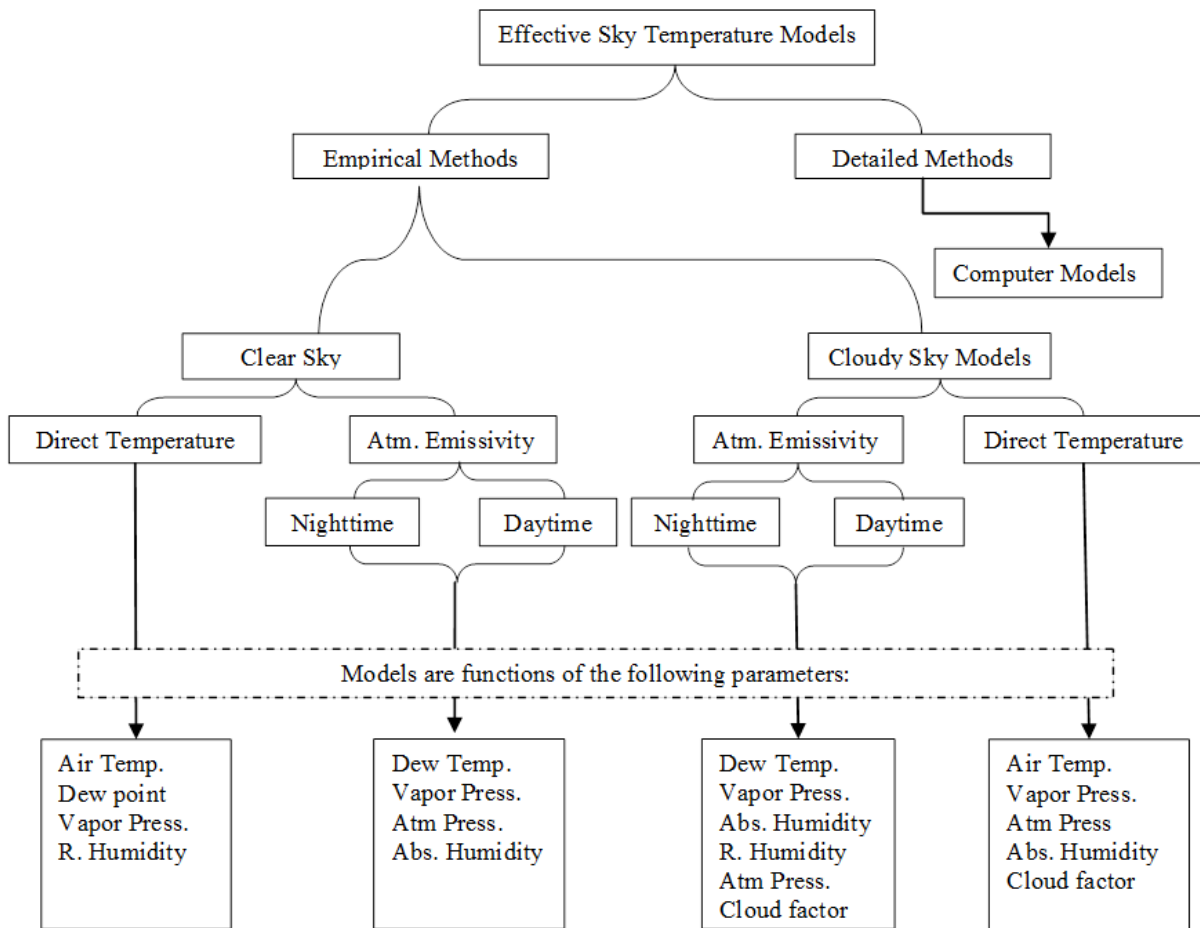 Effective Sky Temperature Models
Empirical Methods
Detailed Methods
Computer Models
Clear Sky
Cloudy Sky Models
Direct Temperature
Atm. Emissivity
Atm. Emissivity
Direct Temperature
Nighttime
Daytime
Nighttime
Daytime
Models are functions of the following parameters:
Air Temp.
Dew point
Vapor Press.
R. Humidity
Dew Temp.
Vapor Press.
Atm Press.
Abs. Humidity
Dew Temp.
Vapor Press.
Abs. Humidity
R. Humidity
Atm Press.
Cloud factor
Air Temp.
Vapor Press.
Atm Press
Abs. Humidity
Cloud factor